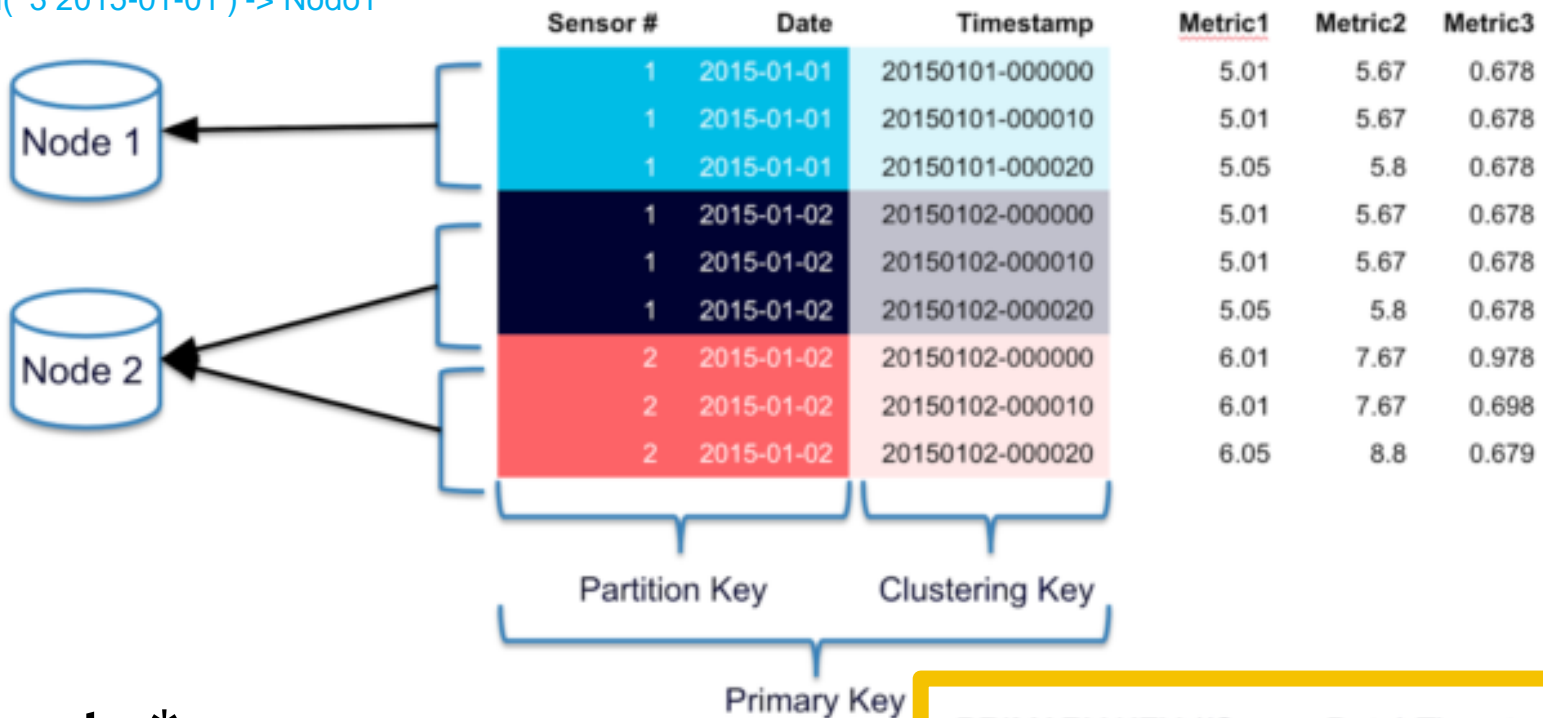 3 2015-01-01 ) -> Nodo1
Sensor # Date Timestamp Metric1 Metric2 Metric3
1 2015-01-01 20150101-000000 5.01 5.67 0.678
1 2015-01-01 20150101-000010 5.01 5.67 0.678
1 2015-01-01 20150101-000020 5.05 5.8 0.678
1 2015-01-02 20150102-000000 5.01 5.67 0.678
1 2015-01-02 20150102-000010 5.01 5.67 0.678
1 2015-01-02 20150102-000020 5.05 5.8 0.678
2 2015-01-02 20150102-000000 6.01 7.67 0.978
2 2015-01-02 20150102-000010 6.01 7.67 0.698
2 2015-01-02 20150102-000020 6.05 8.8 0.679
Node 1
Node 2
Partition Key Clustering Key
Primary Key